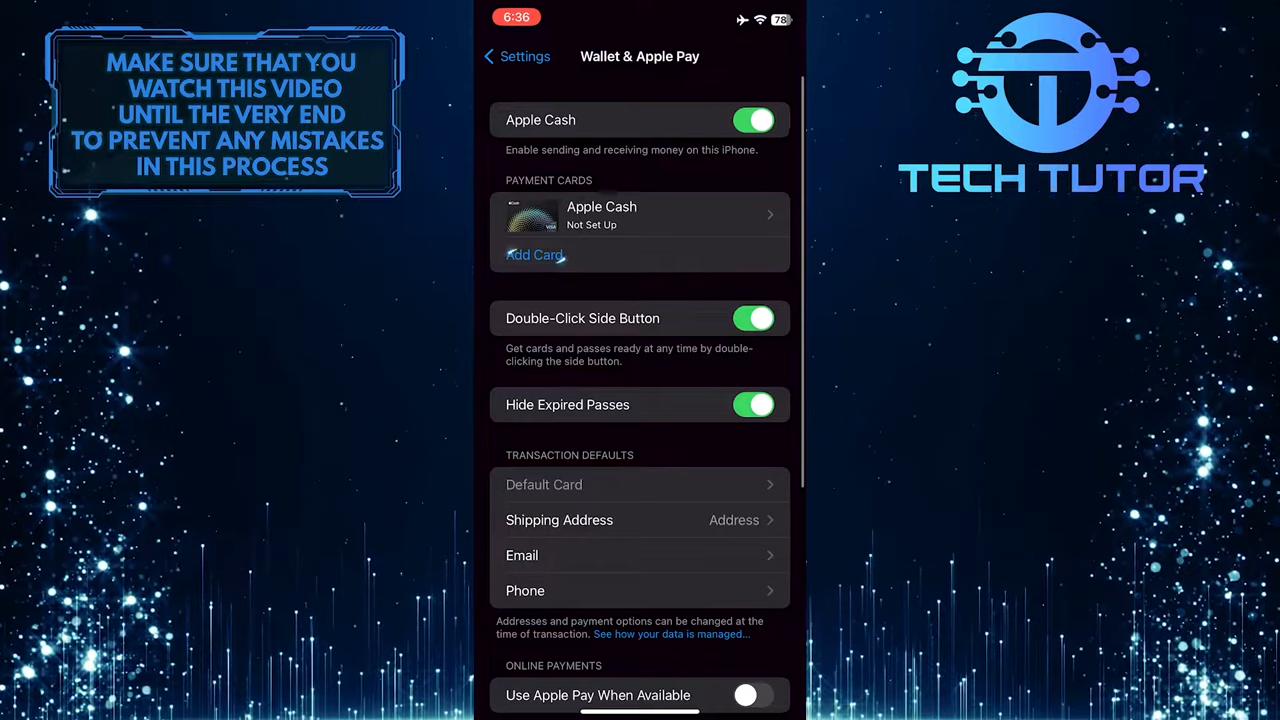 MAKE SURE THAT YOU
WATCH THIS VIDEO
UNTIL THE VERY END
TO PREVENT ANY MISTAKES
IN THIS PROCESS
6:36
78
Settings
Wallet & Apple Pay
Apple Cash
Enable sending and receiving money on this iPhone.
PAYMENT CARDS
Apple Cash
Not Set Up
Add Card
Double-Click Side Button
Get cards and passes ready at any time by double-
clicking the side button.
Hide Expired Passes
TRANSACTION DEFAULTS
Default Card
Shipping Address Address
Email
Phone
Addresses and payment options can be changed at the
time of transaction. See how your data is managed...
ONLINE PAYMENTS
Use Apple Pay When Available
TECH TUTOR